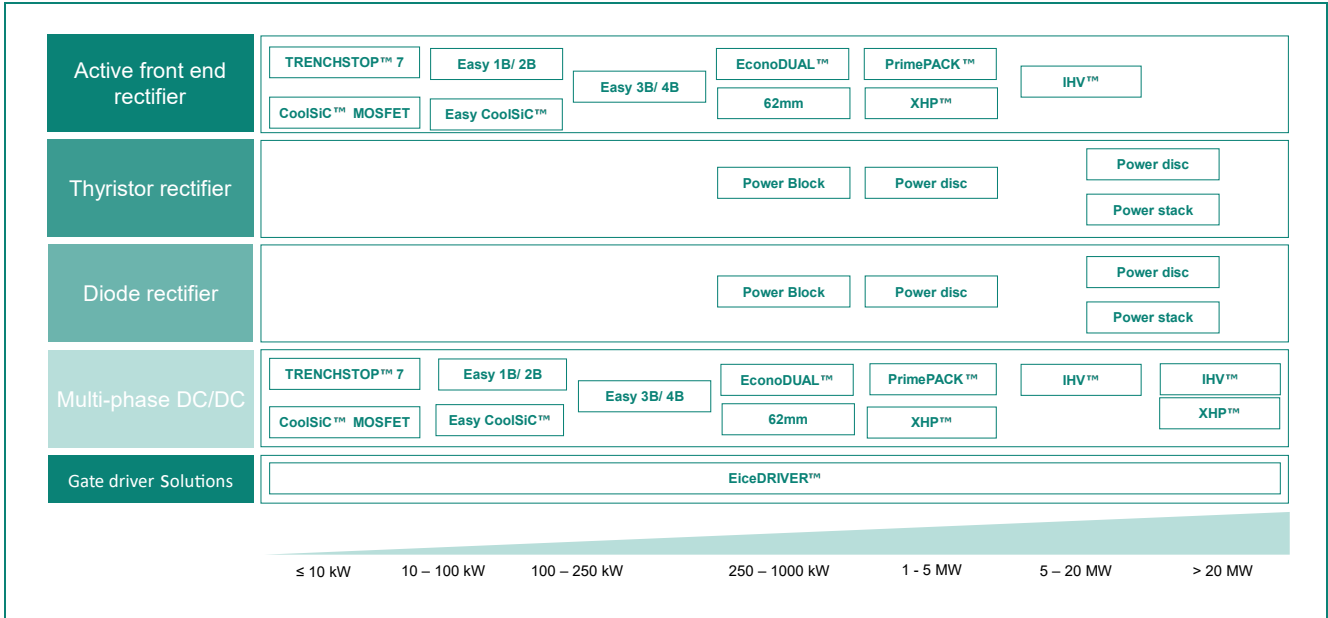 Active front end
rectifier
TRENCHSTOP™ 7
Easy 1B/ 2B
Easy 3B/ 4B
EconoDUAL™
PrimePACK™
IHV™
CoolSiC™ MOSFET
Easy CoolSiC™
62mm
XHP™
Thyristor rectifier
Power Block
Power disc
Power disc
Power stack
Diode rectifier
Power Block
Power disc
Power disc
Power stack
Multi-phase DC/DC
TRENCHSTOP™ 7
Easy 1B/ 2B
Easy 3B/ 4B
EconoDUAL™
PrimePACK™
IHV™
IHV™
CoolSiC™ MOSFET
Easy CoolSiC™
62mm
XHP™
XHP™
Gate driver Solutions
EiceDRIVER™
≤ 10 kW
10 – 100 kW
100 – 250 kW
250 – 1000 kW
1 - 5 MW
5 – 20 MW
> 20 MW